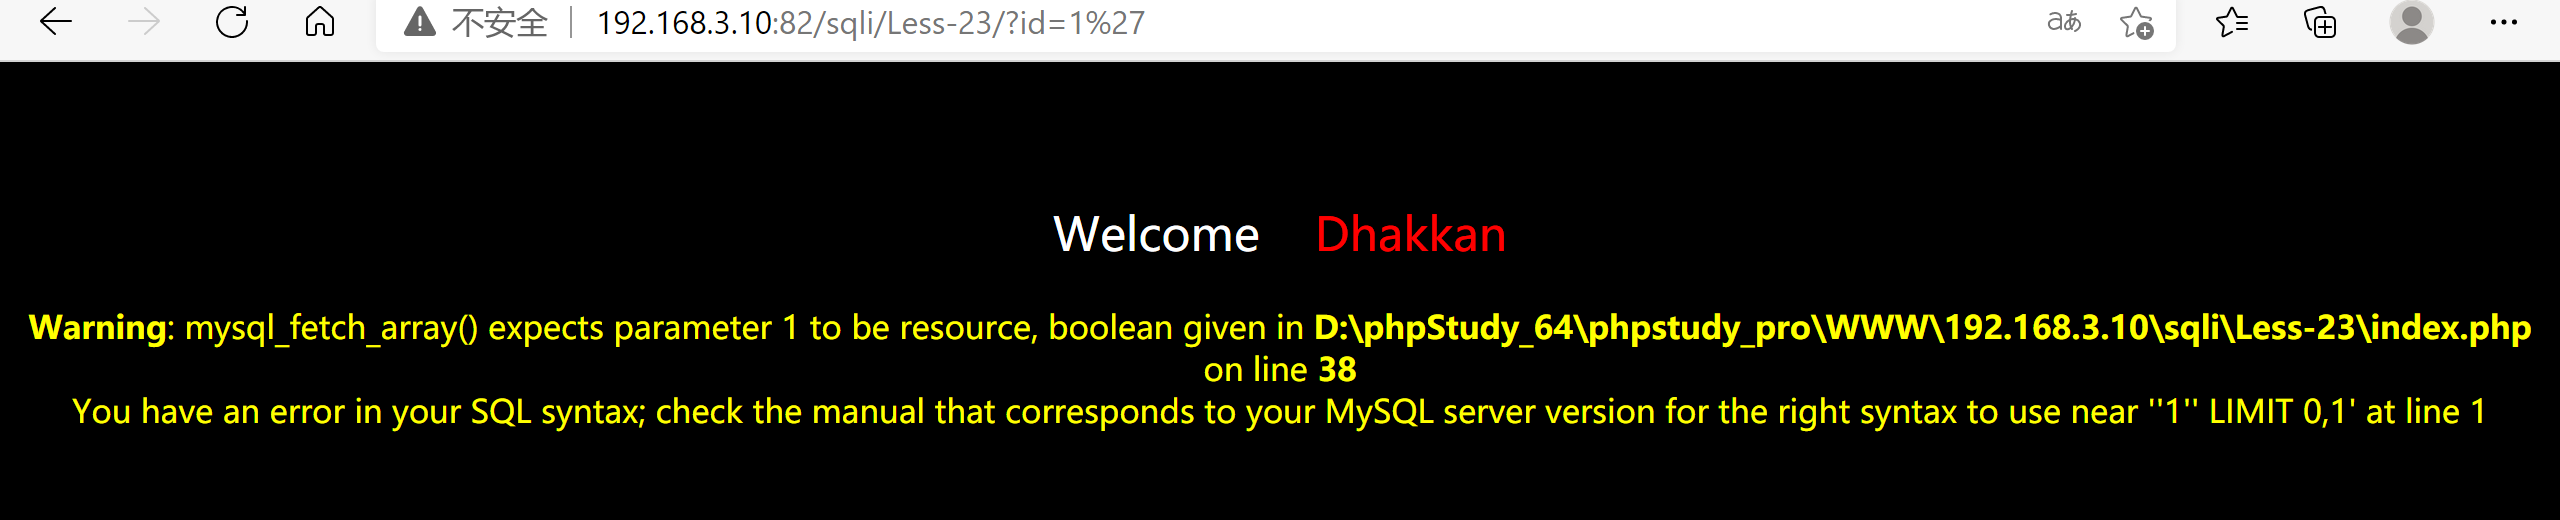 不安全 192.168.3.10:82/sqli/Less-23/?id=1%27 aあ
Welcome Dhakkan
Warning: mysql_fetch_array() expects parameter 1 to be resource, boolean given in D:\phpStudy_64\phpstudy_pro\WWW\192.168.3.10\sqli\Less-23\index.php
on line 38
You have an error in your SQL syntax; check the manual that corresponds to your MySQL server version for the right syntax to use near ''1'' LIMIT 0,1' at line 1